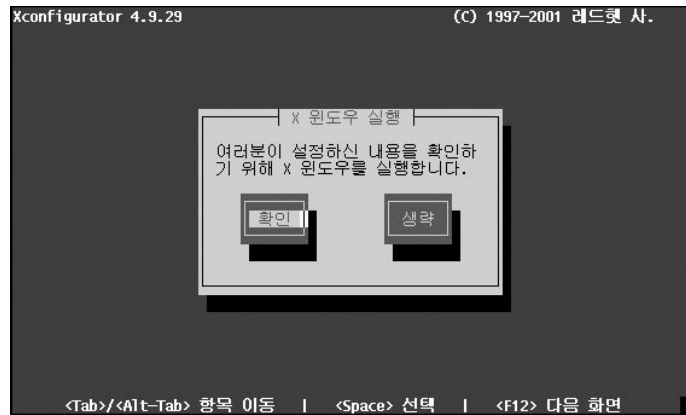 Xconfigurator 4.9.29 (C) 1997-2001 레드햇 사.
X 윈도우 실행
여러분이 설정하신 내용을 확인하
기 위해 X 윈도우를 실행합니다.
확인 생략
<Tab>/<Alt-Tab> 항목 이동 | <Space> 선택 | <F12> 다음 화면